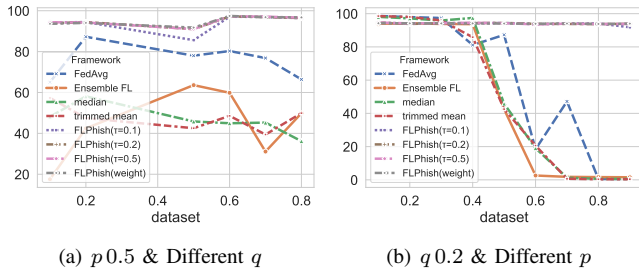 100
80
60
40
20
Framework
FedAvg
Ensemble FL
median
trimmed mean
FLPhish(τ=0.1)
FLPhish(τ=0.2)
FLPhish(τ=0.5)
FLPhish(weight)
0.2 0.4 0.6 0.8
dataset
(a) p 0.5 & Different q
100
80
60
40
20
0
Framework
FedAvg
Ensemble FL
median
trimmed mean
FLPhish(τ=0.1)
FLPhish(τ=0.2)
FLPhish(τ=0.5)
FLPhish(weight)
0.2 0.4 0.6 0.8
dataset
(b) q 0.2 & Different p